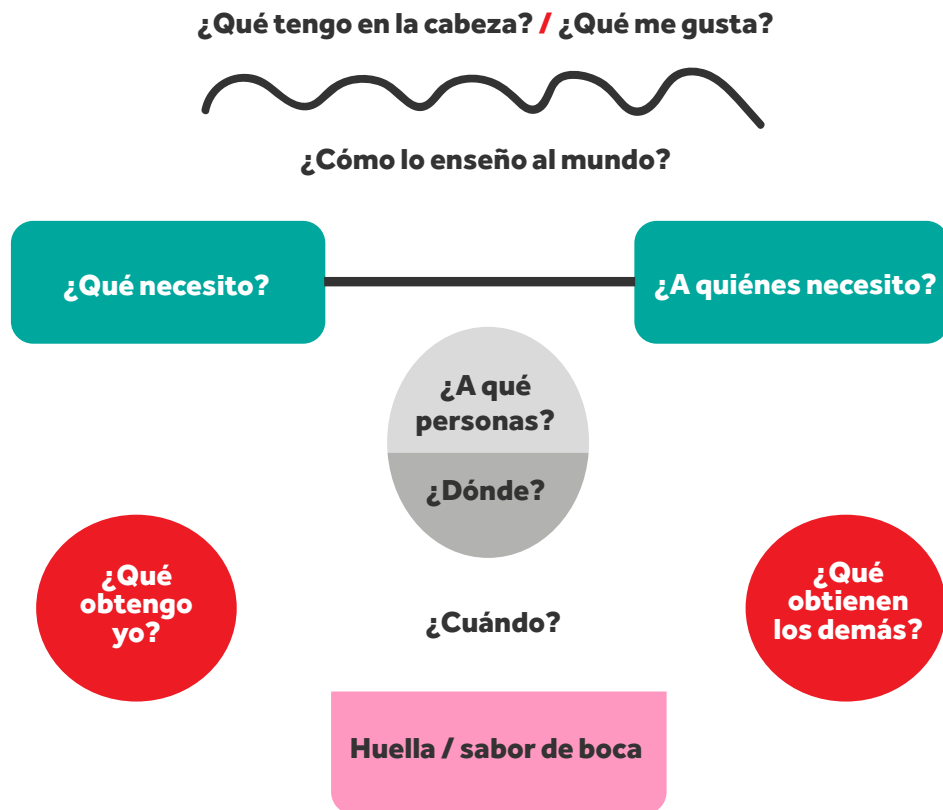 ¿Qué tengo en la cabeza? / ¿Qué me gusta?
¿Cómo lo enseño al mundo?
¿Qué necesito?
¿A quiénes necesito?
¿A qué
personas?
¿Dónde?
¿Qué
obtengo
yo?
¿Cuándo?
¿Qué
obtienen
los demás?
Huella / sabor de boca